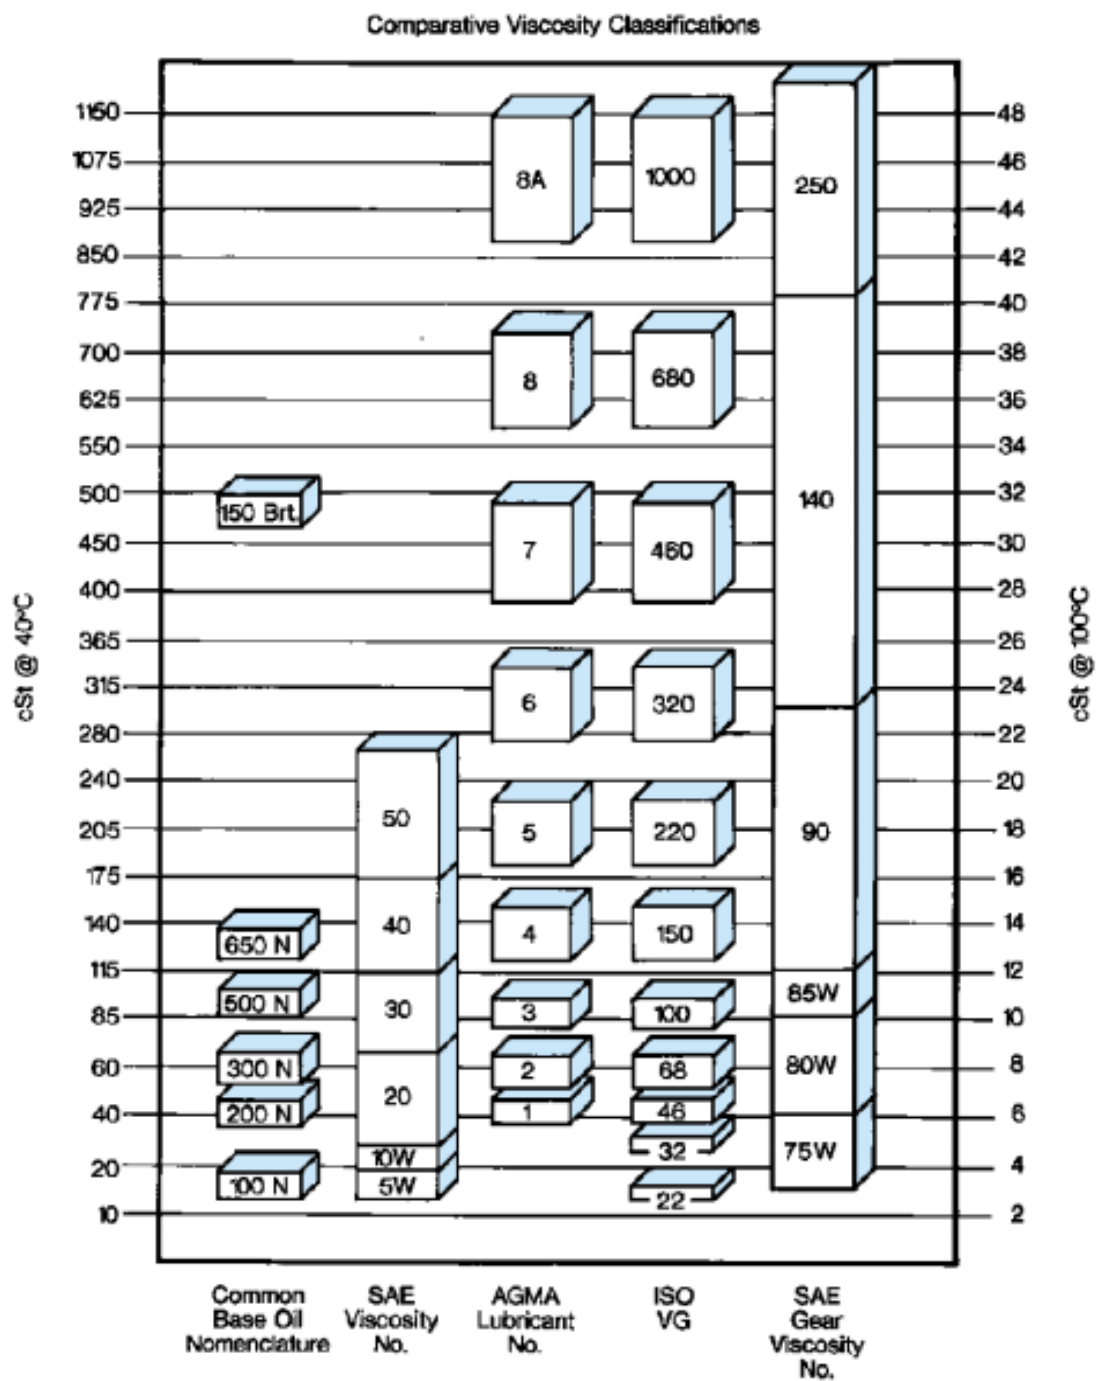 Comparative Viscosity Classifications
1150
1075
925
850
775
700
625
550
500
450
400
365
315
280
240
205
175
140
115
85
60
40
20
10
cSt @ 40ºC
150 Brt.
650 N
500 N
300 N
200 N
100 N
50
40
30
20
10W
5W
8A
8
7
6
5
4
3
2
1
1000
680
460
320
220
150
100
68
46
32
22
250
140
90
85W
80W
75W
48
46
44
42
40
38
36
34
32
30
28
26
24
22
20
18
16
14
12
10
8
6
4
2
cSt @ 100ºC
Common
Base Oil
Nomenclature
SAE
Viscosity
No.
AGMA
Lubricant
No.
ISO
VG
SAE
Gear
Viscosity
No.